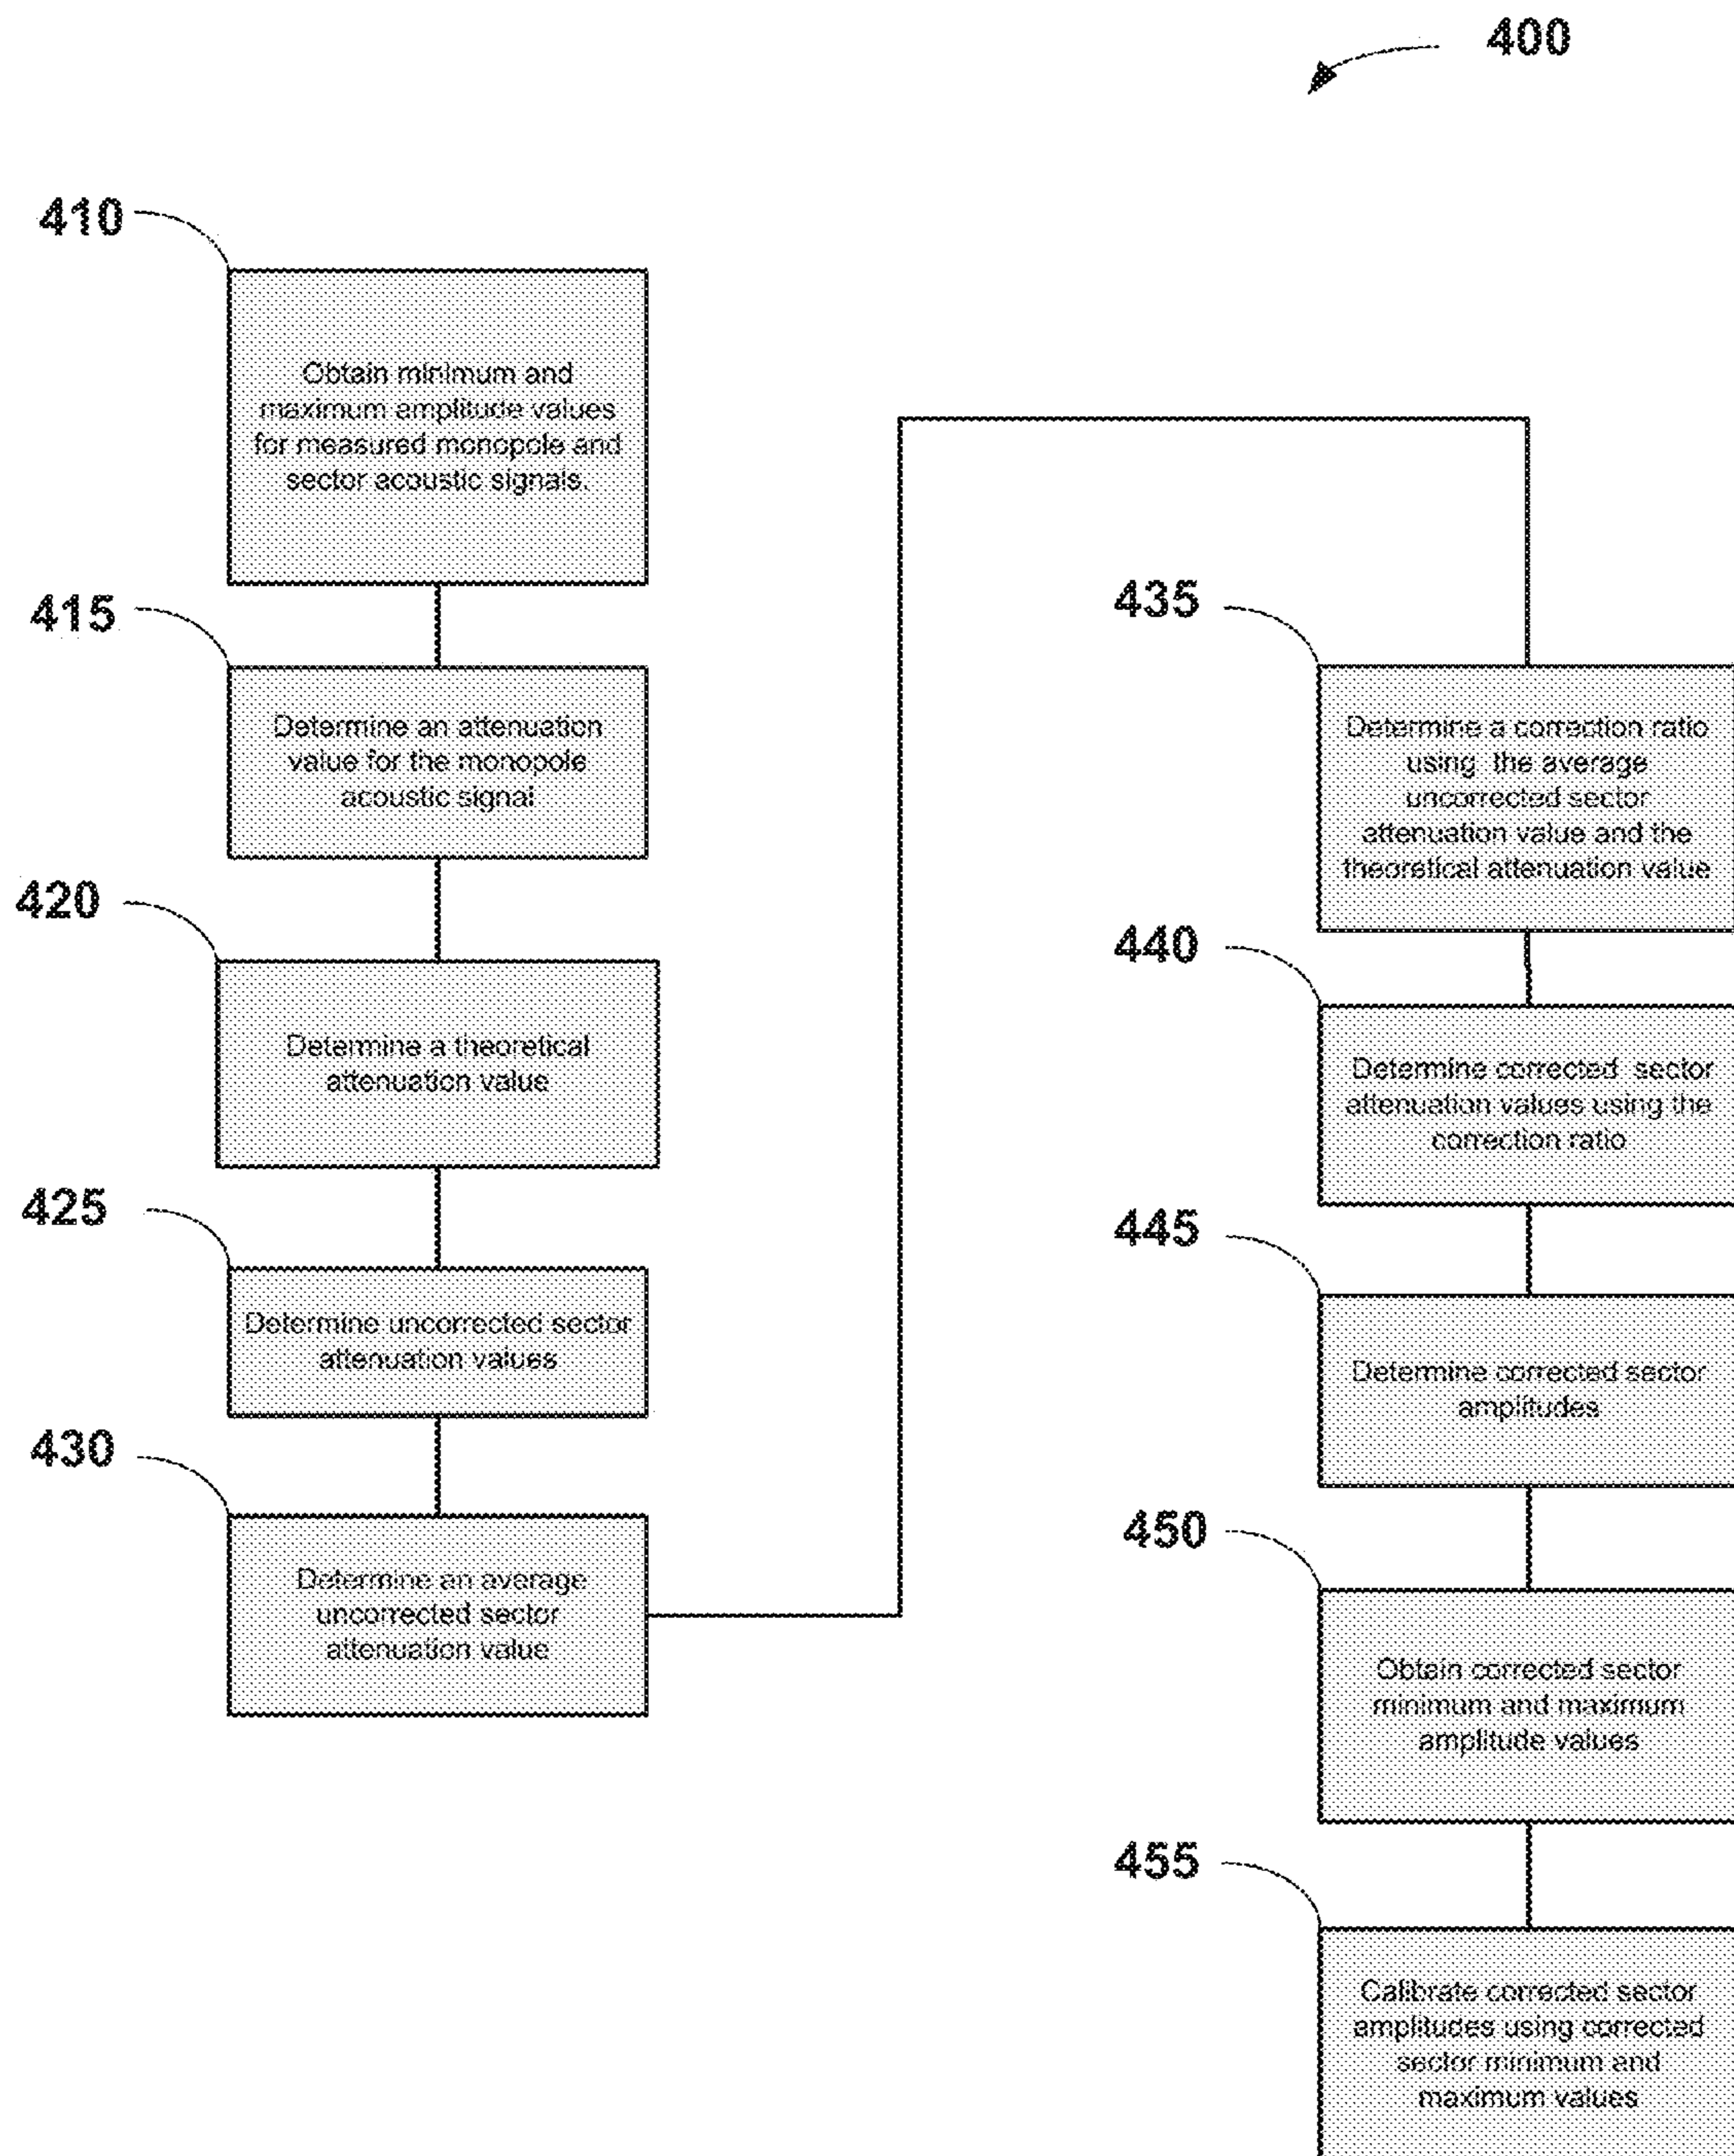 400
410
Obtain minimum and
maximum amplitude values
for measured monopole and
sector acoustic signals.
415
Determine an attenuation
value for the monopole
acoustic signal
420
Determine a theoretical
attenuation value
425
Determine uncorrected sector
attenuation values
430
Determine an average
uncorrected sector
attenuation value
435
Determine a correction ratio
using the average
uncorrected sector
attenuation value and the
theoretical attenuation value
440
Determine corrected sector
attenuation values using the
correction ratio
445
Determine corrected sector
amplitudes
450
Obtain corrected sector
minimum and maximum
amplitude values
455
Calibrate corrected sector
amplitudes using corrected
sector minimum and
maximum values